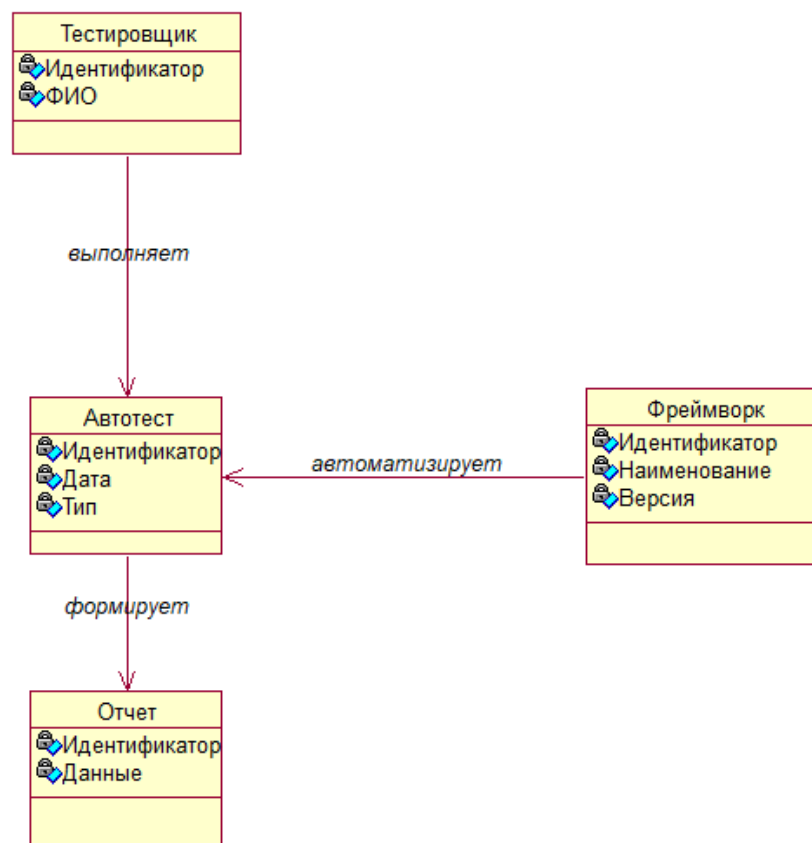 Тестировщик
Идентификатор
ФИО
выполняет
Автотест
Идентификатор
Дата
Тип
автоматизирует
Фреймворк
Идентификатор
Наименование
Версия
формирует
Отчет
Идентификатор
Данные